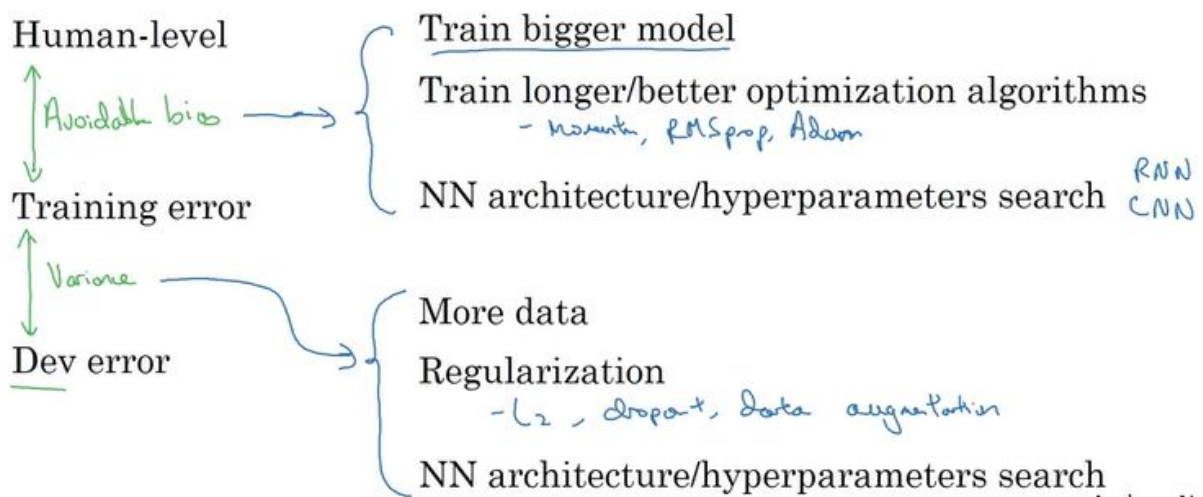 Human-level
Train bigger model
Avoidable bias
Train longer/better optimization algorithms
- Momentum, RMSprop, Adam
Training error
NN architecture/hyperparameters search
RNN
CNN
Variance
More data
Dev error
Regularization
- L2, dropout, data augmentation
NN architecture/hyperparameters search